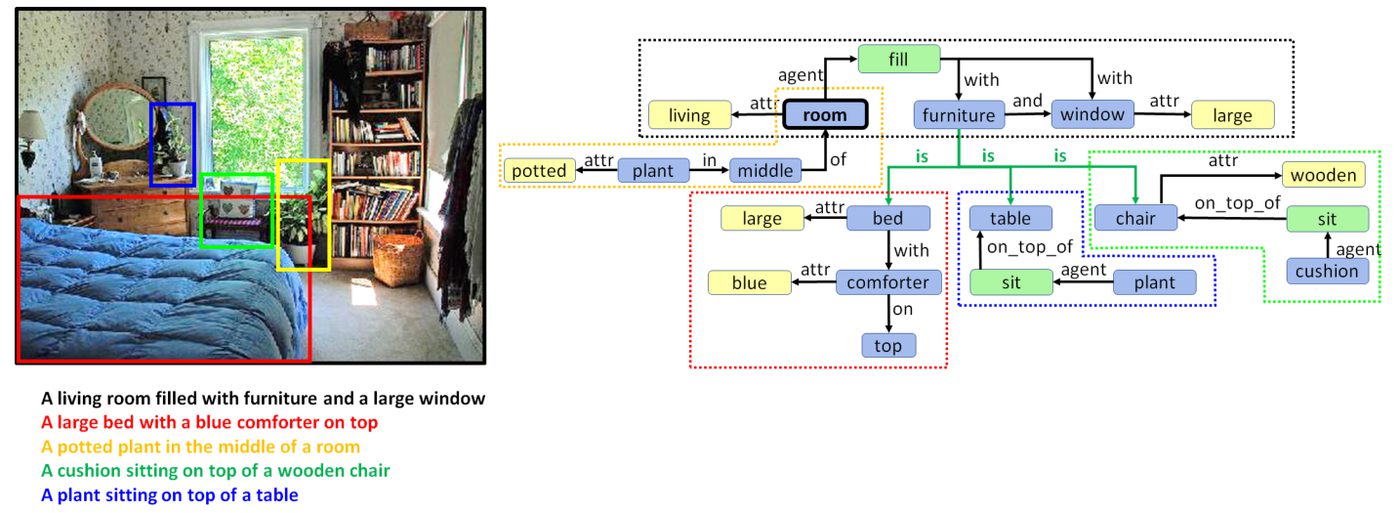 fill
agent
with
with
living
attr
room
furniture
and
window
attr
large
is
is
is
potted
attr
plant
in
middle
of
attr
wooden
large
attr
bed
table
chair
on_top_of
sit
with
on_top_of
agent
blue
attr
comforter
sit
agent
plant
cushion
on
top
A living room filled with furniture and a large window
A large bed with a blue comforter on top
A potted plant in the middle of a room
A cushion sitting on top of a wooden chair
A plant sitting on top of a table